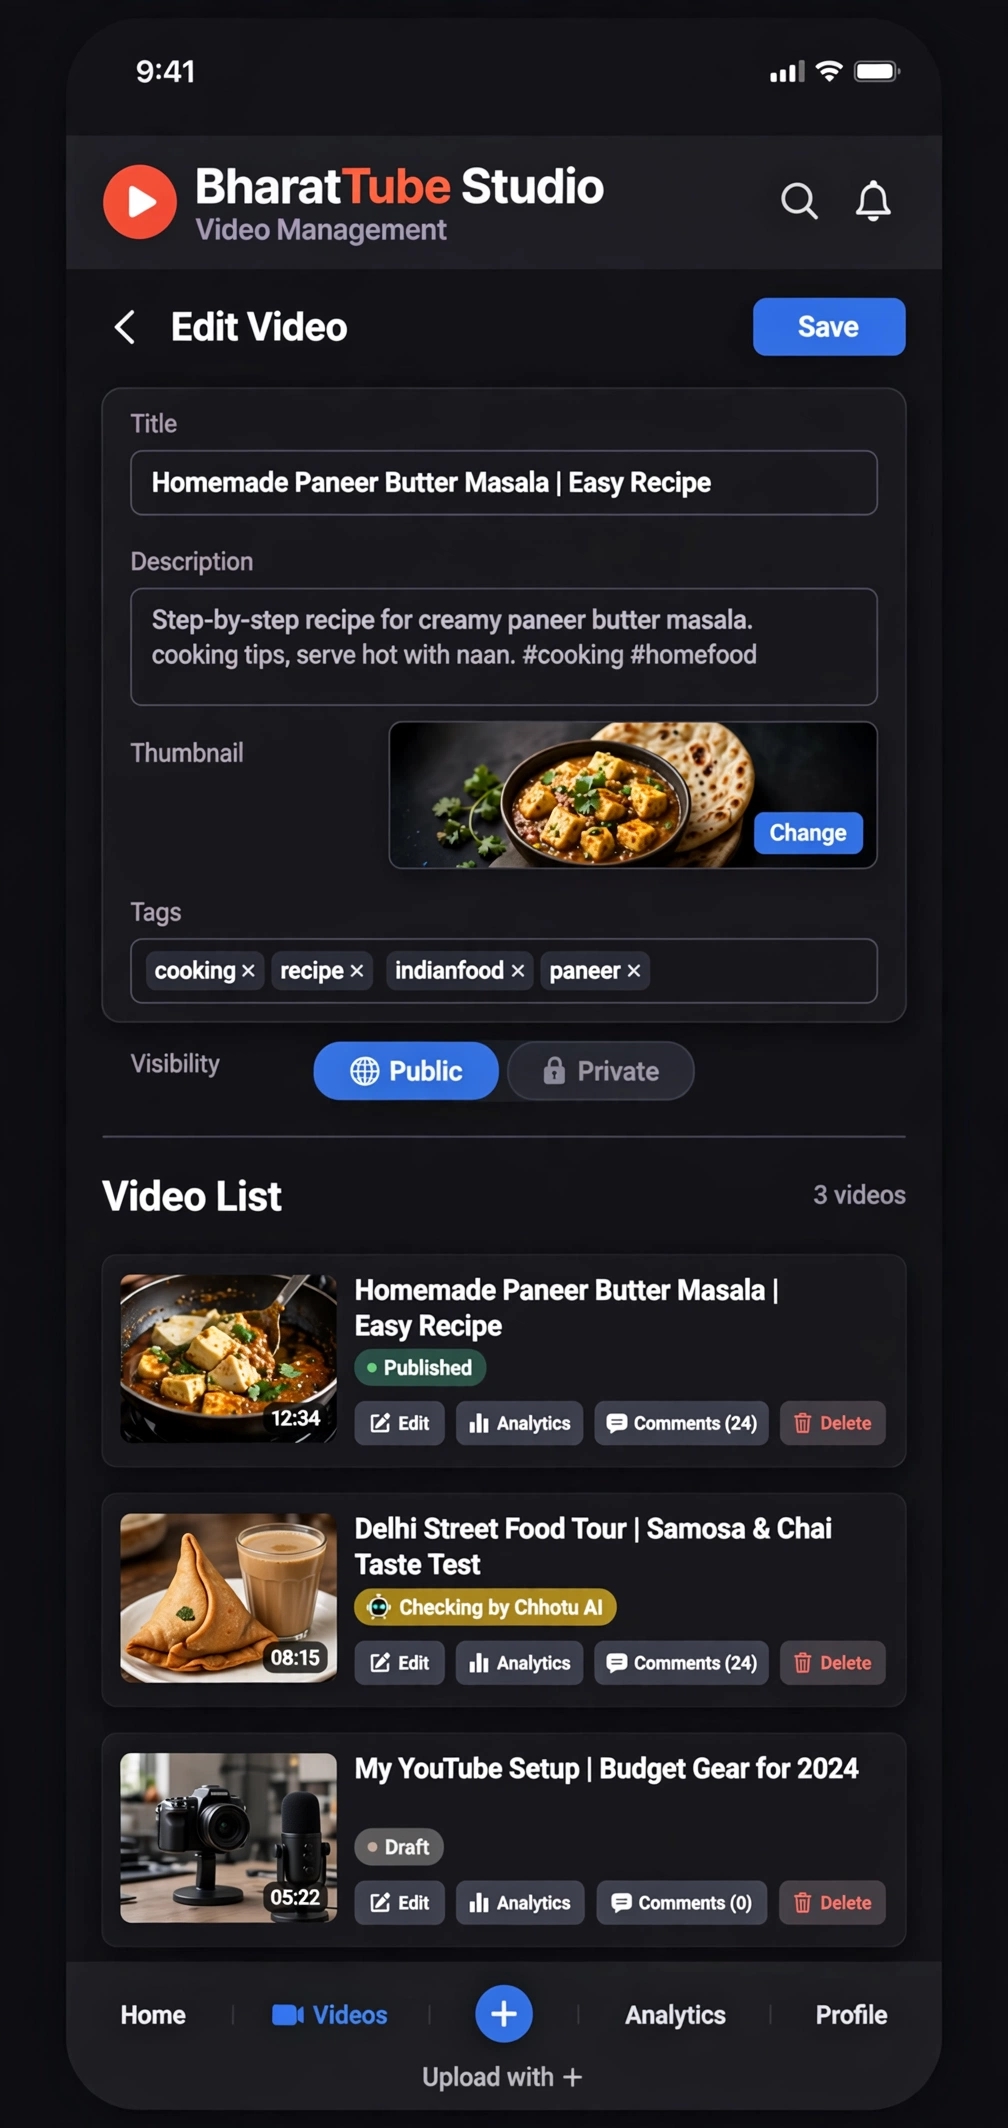 9:41
BharatTube Studio
Video Management
Edit Video
Save
Title
Homemade Paneer Butter Masala | Easy Recipe
Description
Step-by-step recipe for creamy paneer butter masala.
cooking tips, serve hot with naan. #cooking #homefood
Thumbnail
Change
Tags
cooking × recipe × indianfood × paneer ×
Visibility
Public
Private
Video List
3 videos
Homemade Paneer Butter Masala |
Easy Recipe
Published
12:34
Edit
Analytics
Comments (24)
Delete
Delhi Street Food Tour | Samosa & Chai
Taste Test
Checking by Chhotu AI
08:15
Edit
Analytics
Comments (24)
Delete
My YouTube Setup | Budget Gear for 2024
Draft
05:22
Edit
Analytics
Comments (0)
Delete
Home
Videos
+
Analytics
Profile
Upload with +